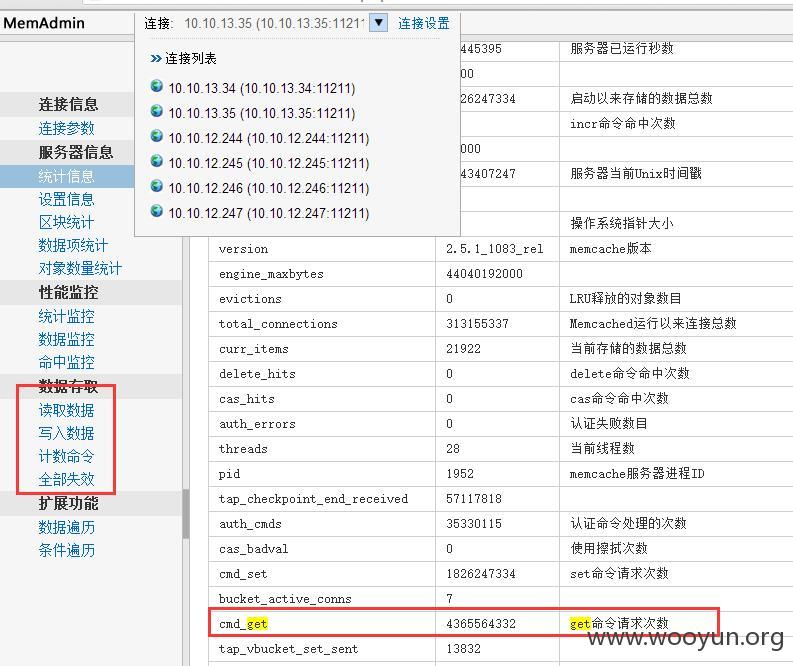 MemAdmin
连接: 10.10.13.35 (10.10.13.35:11211 连接设置
连接列表
10.10.13.34 (10.10.13.34:11211)
10.10.13.35 (10.10.13.35:11211)
10.10.12.244 (10.10.12.244:11211)
10.10.12.245 (10.10.12.245:11211)
10.10.12.246 (10.10.12.246:11211)
10.10.12.247 (10.10.12.247:11211)
连接信息
连接参数
服务器信息
统计信息
设置信息
区块统计
数据项统计
对象数量统计
性能监控
统计监控
数据监控
命中监控
数据存取
读取数据
写入数据
计数命令
全部失效
扩展功能
数据遍历
条件遍历
445395 服务器已运行秒数
00
26247334 启动以来存储的数据总数
incr命令命中次数
000
43407247 服务器当前Unix时间戳
操作系统指针大小
version 2.5.1_1083_rel memcache版本
engine_maxbytes 44040192000
evictions 0 LRU释放的对象数目
total_connections 313155337 Memcached运行以来连接总数
curr_items 21922 当前存储的数据总数
delete_hits 0 delete命令命中次数
cas_hits 0 cas命令命中次数
auth_errors 0 认证失败数目
threads 28 当前线程数
pid 1952 memcache服务器进程ID
tap_checkpoint_end_received 57117818
auth_cmds 35330115 认证命令处理的次数
cas_badval 0 使用擦拭次数
cmd_set 1826247334 set命令请求次数
bucket_active_conns 7
cmd_get 4365564332 get命令请求次数
tap_vbucket_set_sent 13832
www.wooyun.org